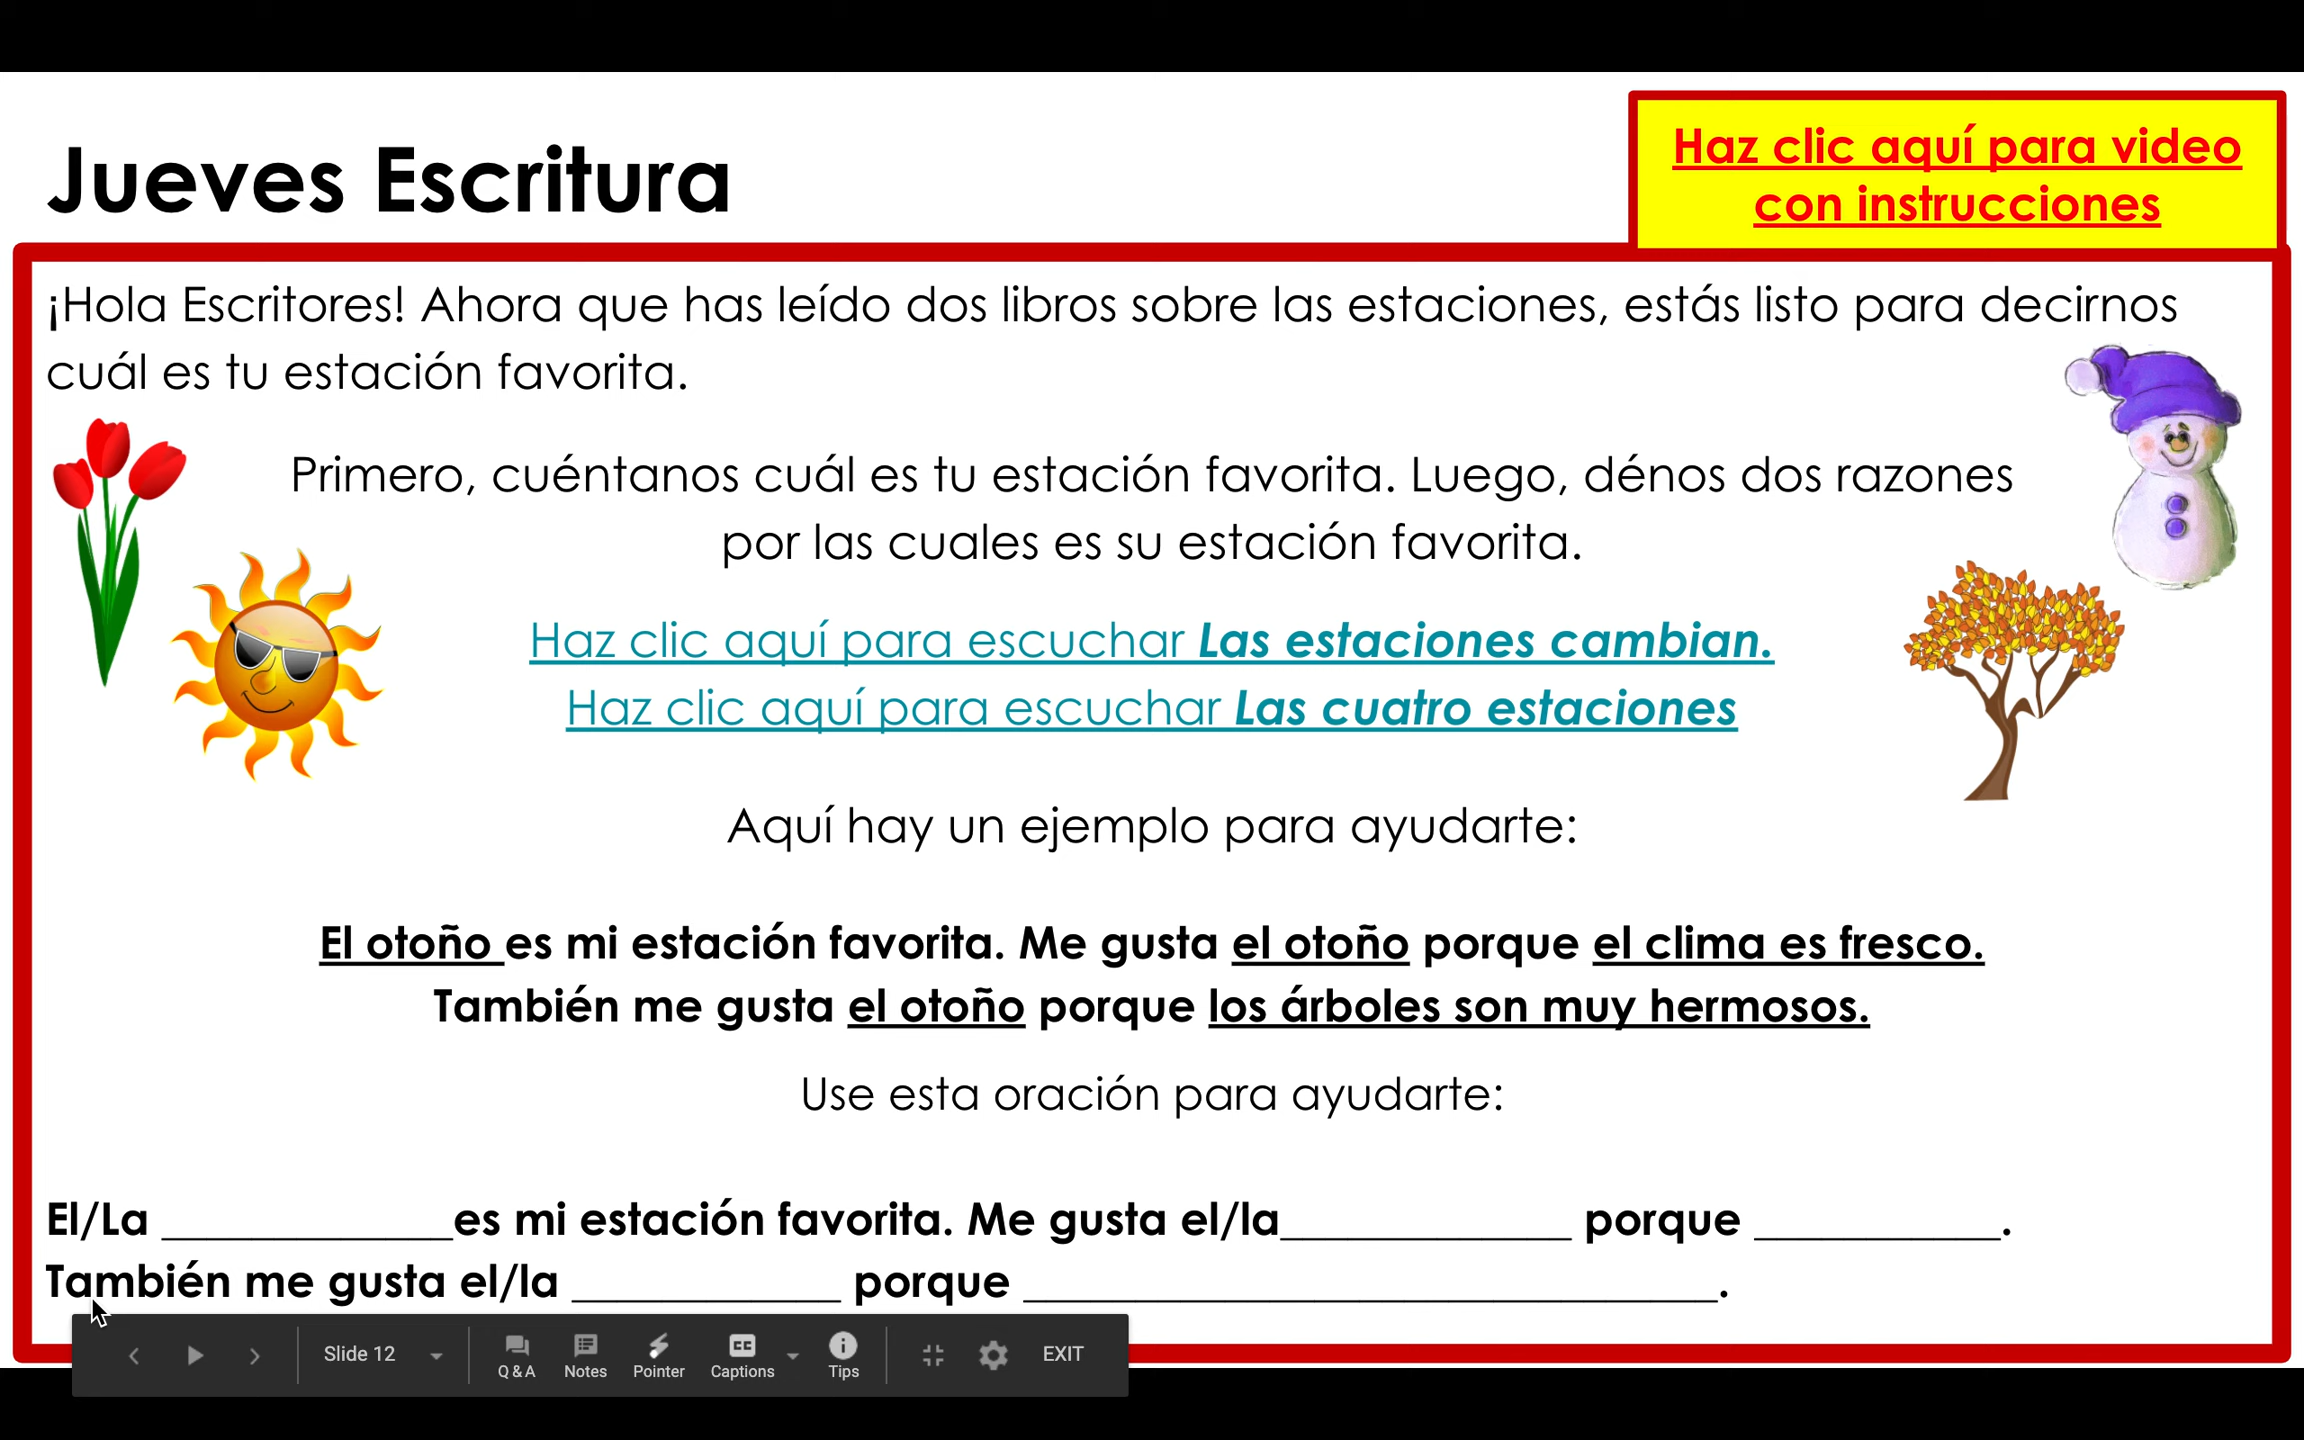 Jueves Escritura
Haz clic aquí para video
con instrucciones
¡Hola Escritores! Ahora que has leído dos libros sobre las estaciones, estás listo para decirnos
cuál es tu estación favorita.
Primero, cuéntanos cuál es tu estación favorita. Luego, dénos dos razones
por las cuales es su estación favorita.
Haz clic aquí para escuchar Las estaciones cambian.
Haz clic aquí para escuchar Las cuatro estaciones
Aquí hay un ejemplo para ayudarte:
El otoño es mi estación favorita. Me gusta el otoño porque el clima es fresco.
También me gusta el otoño porque los árboles son muy hermosos.
Use esta oración para ayudarte:
El/La _____________es mi estación favorita. Me gusta el/la_____________ porque ___________.
También me gusta el/la ____________ porque _______________________________.
Slide 12
Q & A
Notes
Pointer
CC
Captions
Tips
EXIT